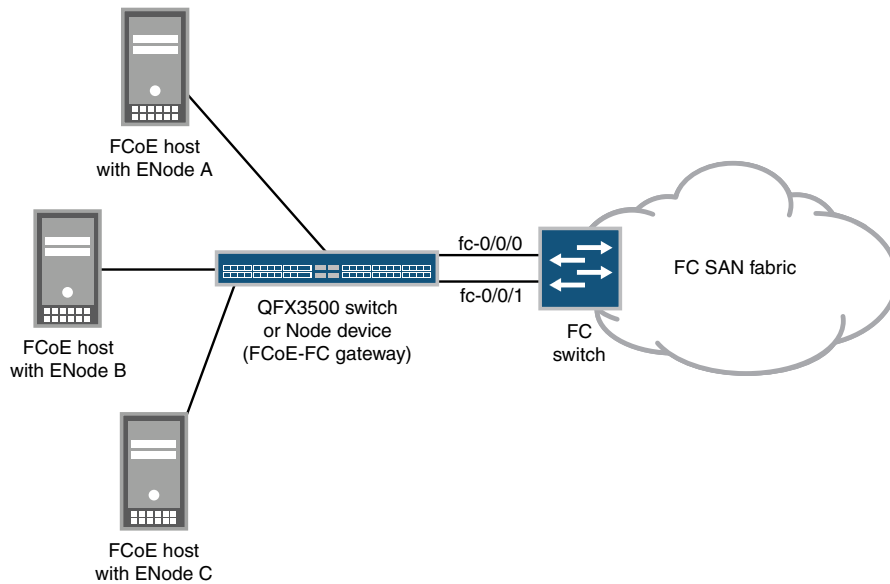 FCoE host
with ENode A
fc-0/0/0
FC SAN fabric
FCoE host
with ENode B
QFX3500 switch
or Node device
(FCoE-FC gateway)
fc-0/0/1
FC
switch
FCoE host
with ENode C